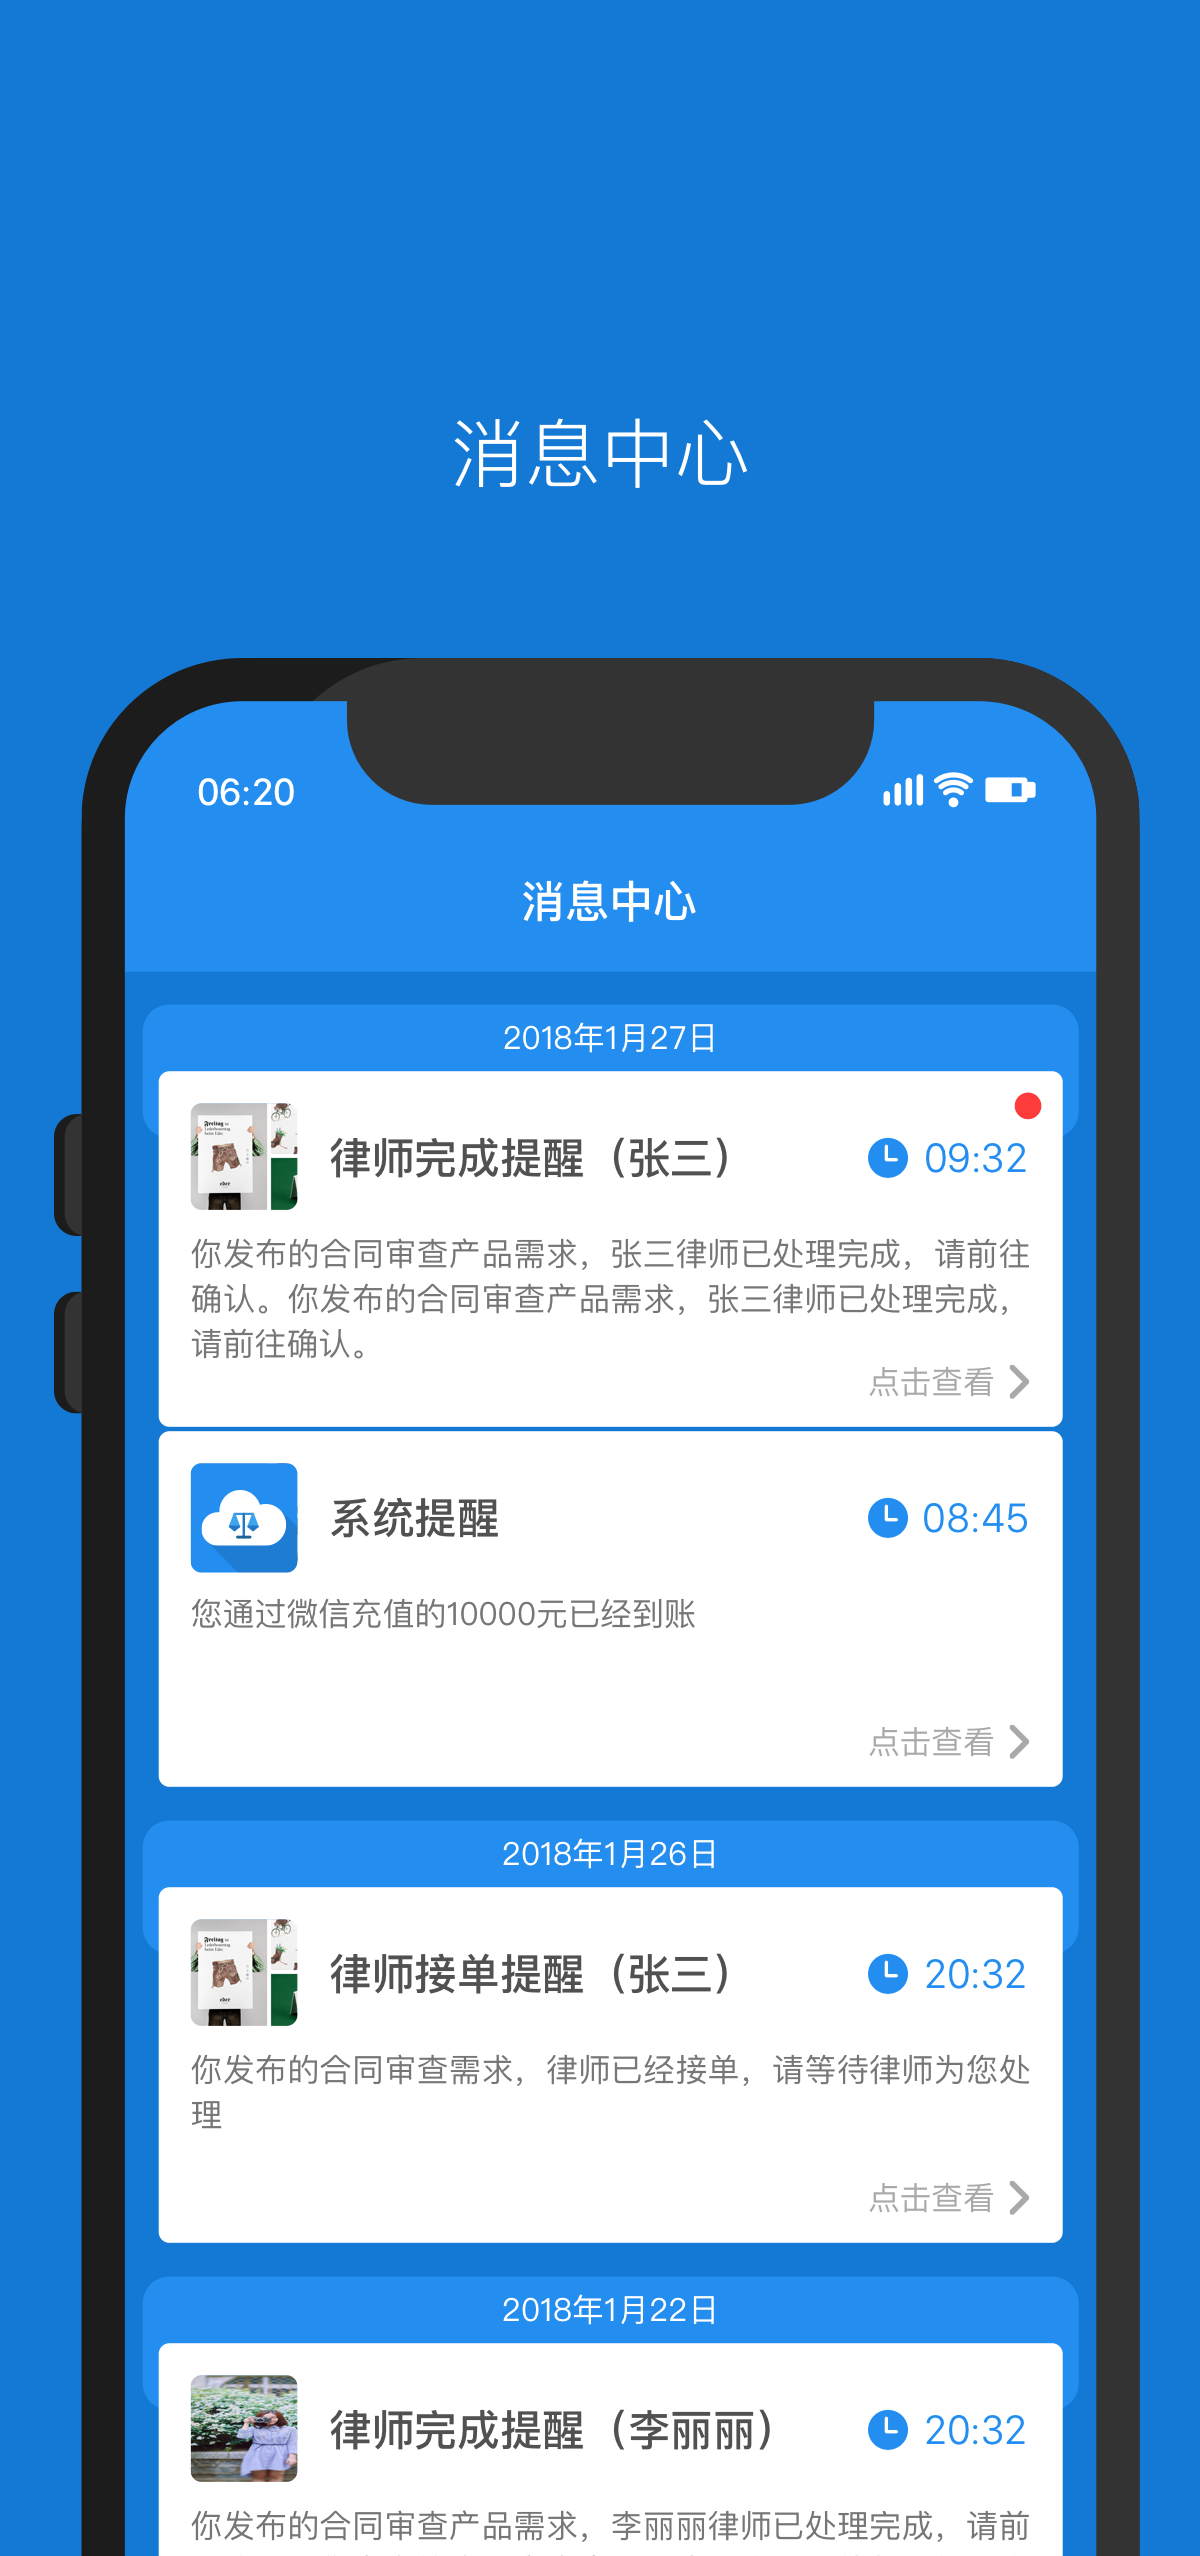 消息中心
06:20
消息中心
2018年1月27日
律师完成提醒（张三）
09:32
你发布的合同审查产品需求，张三律师已处理完成，请前往
确认。你发布的合同审查产品需求，张三律师已处理完成，
请前往确认。
点击查看
系统提醒
08:45
您通过微信充值的10000元已经到账
点击查看
2018年1月26日
律师接单提醒（张三）
20:32
你发布的合同审查需求，律师已经接单，请等待律师为您处
理
点击查看
2018年1月22日
律师完成提醒（李丽丽）
20:32
你发布的合同审查产品需求，李丽丽律师已处理完成，请前